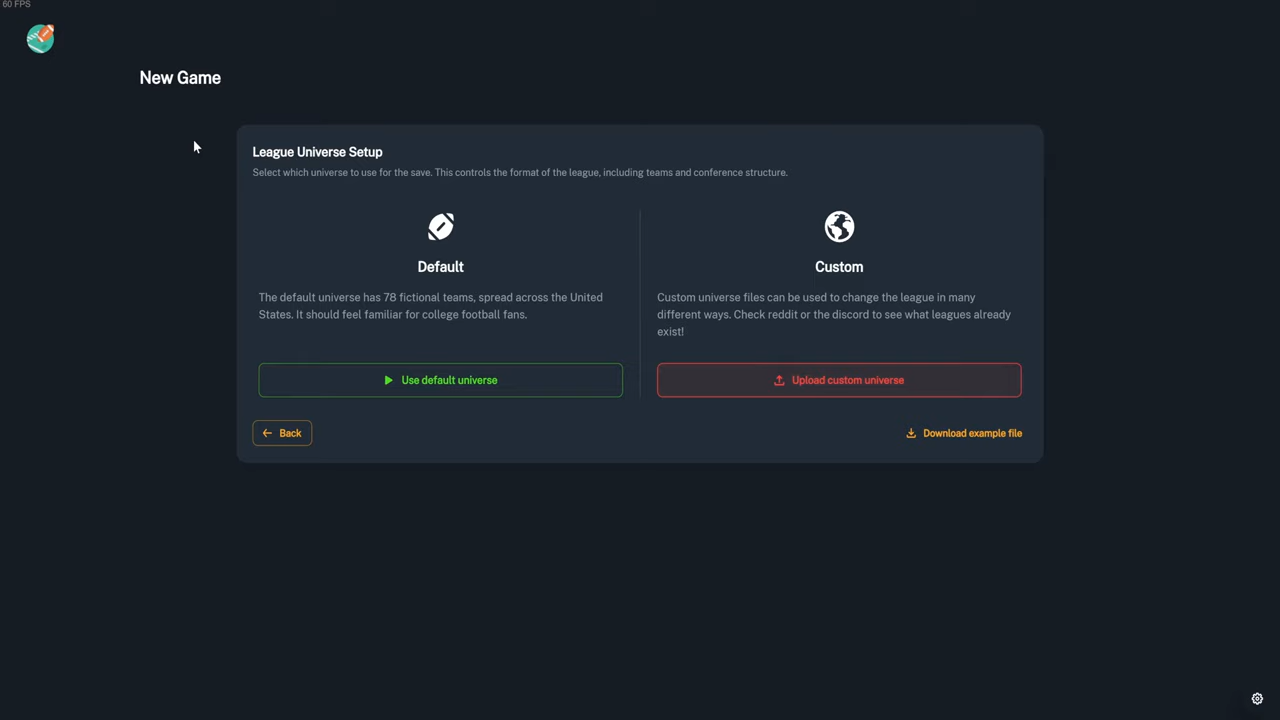 60 FPS
New Game
League Universe Setup
Select which universe to use for the save. This controls the format of the league, including teams and conference structure.
Default
The default universe has 78 fictional teams, spread across the United
States. It should feel familiar for college football fans.
Use default universe
Custom
Custom universe files can be used to change the league in many
different ways. Check reddit or the discord to see what leagues already
exist!
Upload custom universe
Back
Download example file